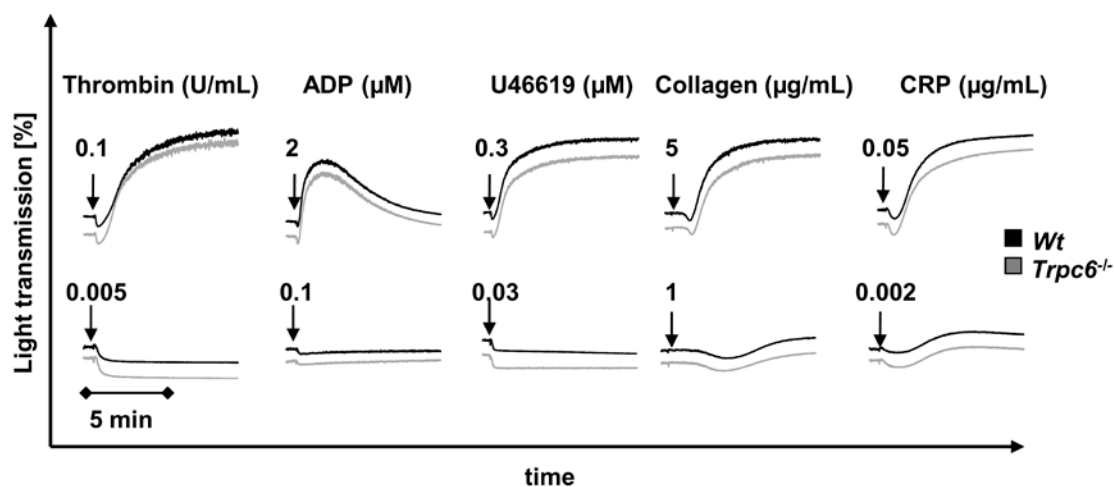 Light transmission [%]
Thrombin (U/mL) ADP (µM) U46619 (µM) Collagen (µg/mL) CRP (µg/mL)
0.1 2 0.3 5 0.05
Wt
Trpc6-/-
0.005 0.1 0.03 1 0.002
5 min
time